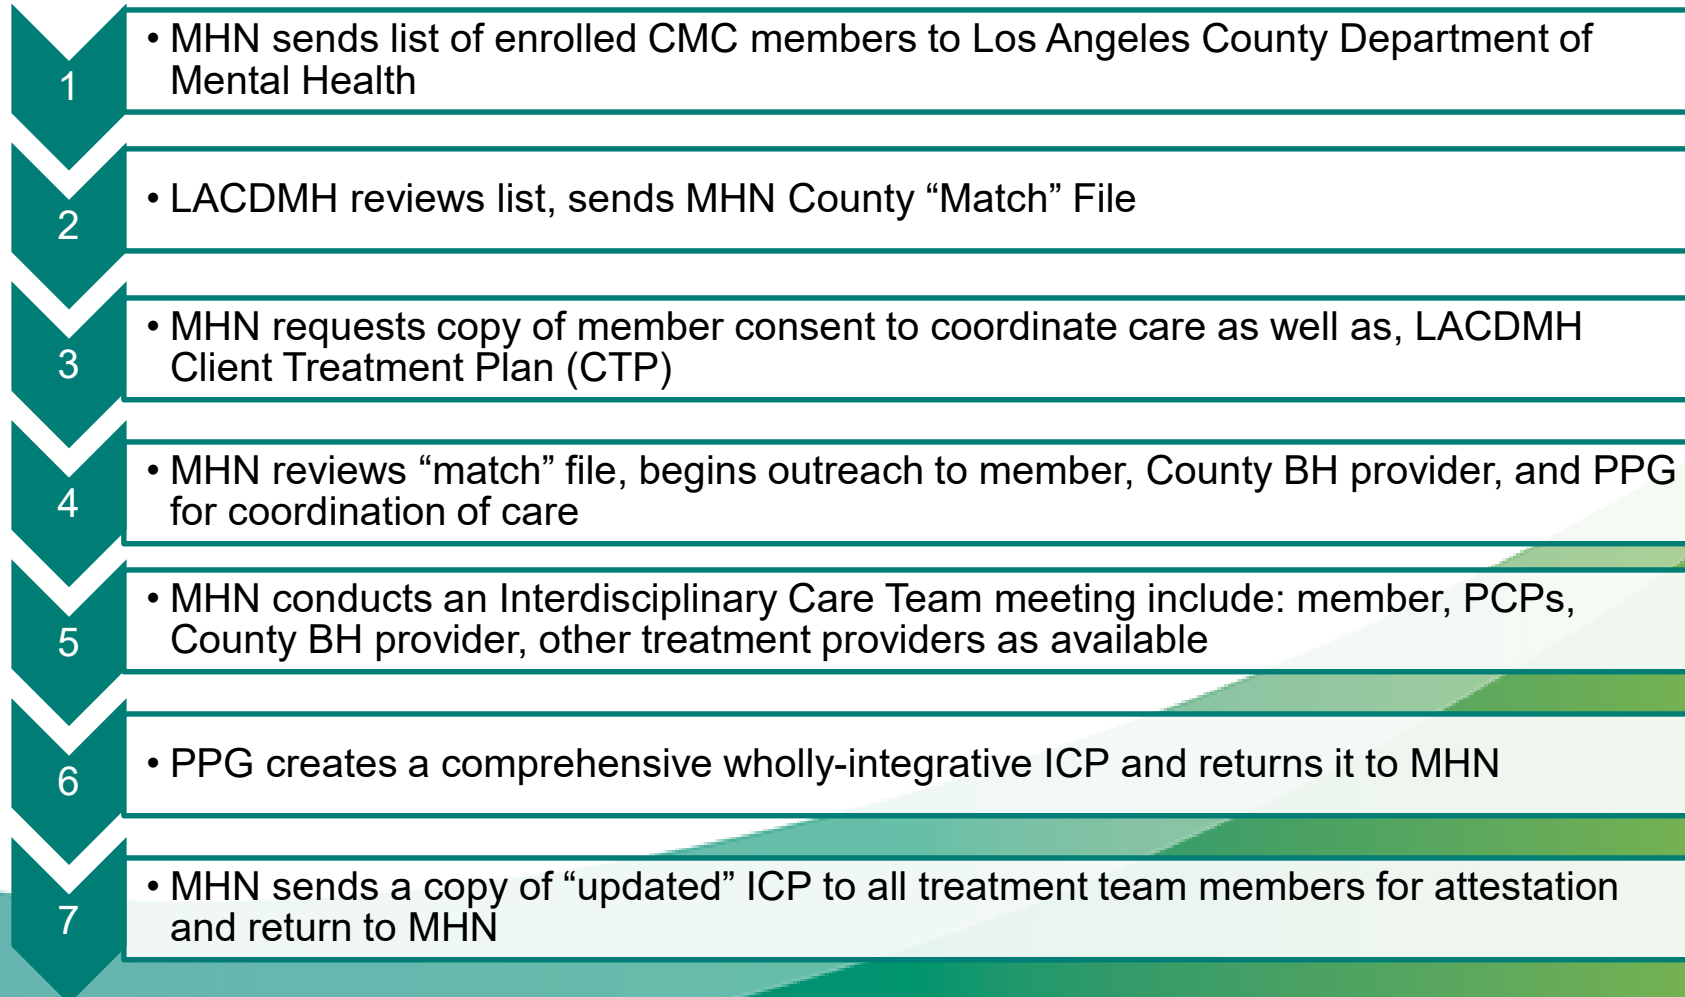 1
• MHN sends list of enrolled CMC members to Los Angeles County Department of
Mental Health
2
• LACDMH reviews list, sends MHN County “Match” File
3
• MHN requests copy of member consent to coordinate care as well as, LACDMH
Client Treatment Plan (CTP)
4
• MHN reviews “match” file, begins outreach to member, County BH provider, and PPG
for coordination of care
5
• MHN conducts an Interdisciplinary Care Team meeting include: member, PCPs,
County BH provider, other treatment providers as available
6
• PPG creates a comprehensive wholly-integrative ICP and returns it to MHN
7
• MHN sends a copy of “updated” ICP to all treatment team members for attestation
and return to MHN